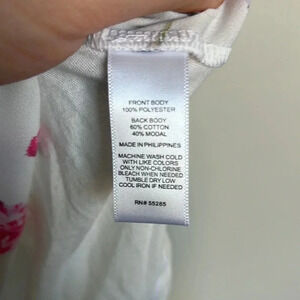 FRONT BODY
100% POLYESTER
BACK BODY
60% COTTON
40% MODAL
MADE IN PHILIPPINES
MACHINE WASH COLD
WITH LIKE COLORS
ONLY NON-CHLORINE
BLEACH WHEN NEEDED
TUMBLE DRY LOW
COOL IRON IF NEEDED
RN# 55285